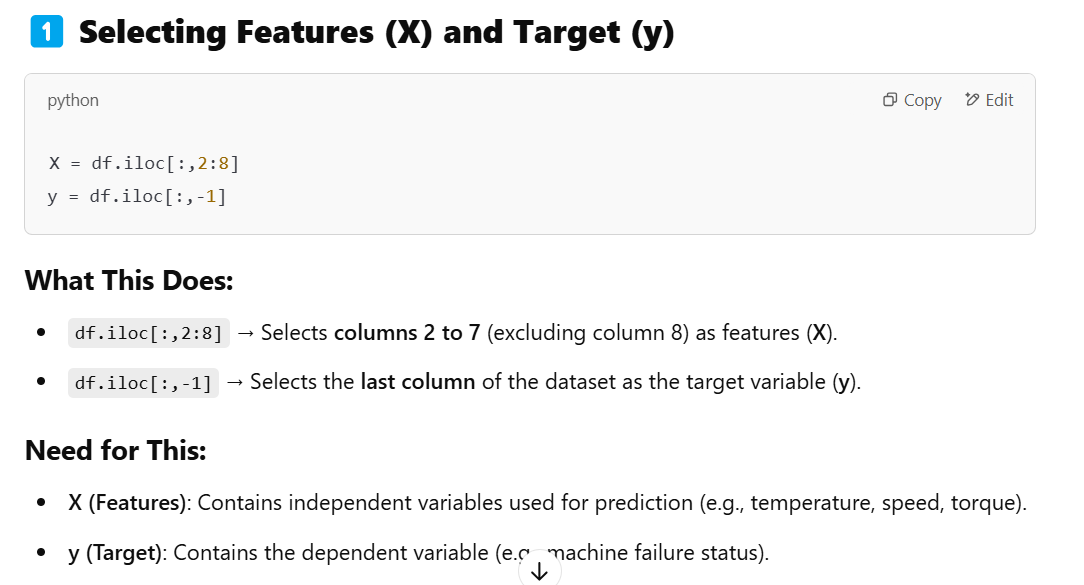 1 Selecting Features (X) and Target (y)
python Copy Edit
X = df.iloc[:,2:8]
y = df.iloc[:,-1]
What This Does:
• df.iloc[:,2:8] → Selects columns 2 to 7 (excluding column 8) as features (X).
• df.iloc[:,-1] → Selects the last column of the dataset as the target variable (y).
Need for This:
• X (Features): Contains independent variables used for prediction (e.g., temperature, speed, torque).
• y (Target): Contains the dependent variable (e.g., machine failure status).